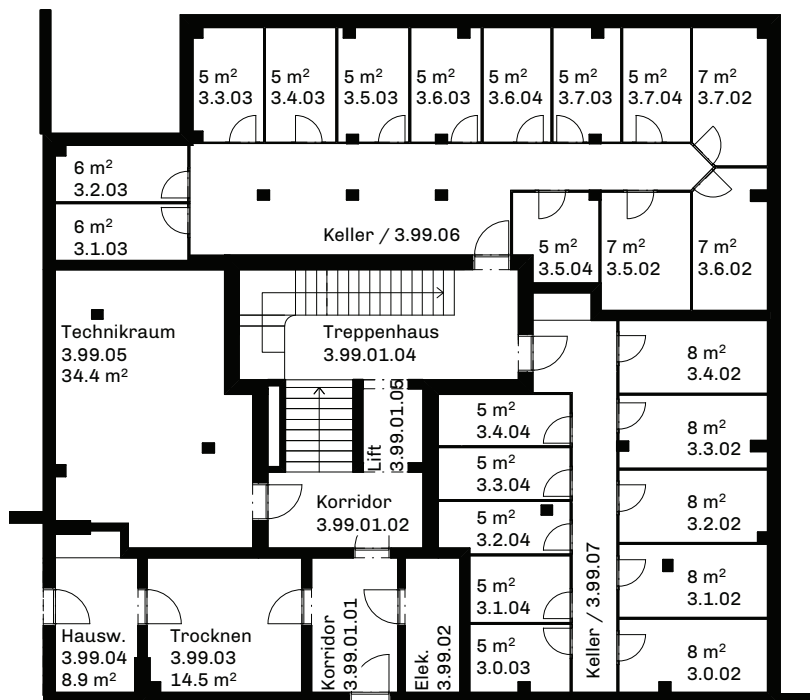 5 m²
3.3.03
5 m²
3.4.03
5 m²
3.5.03
5 m²
3.6.03
5 m²
3.6.04
5 m²
3.7.03
5 m²
3.7.04
7 m²
3.7.02
6 m²
3.2.03
6 m²
3.1.03
Keller / 3.99.06
5 m²
3.5.04
7 m²
3.5.02
7 m²
3.6.02
Technikraum
3.99.05
34.4 m²
Treppenhaus
3.99.01.04
Lift
3.99.01.05
Korridor
3.99.01.02
5 m²
3.4.04
5 m²
3.3.04
5 m²
3.2.04
5 m²
3.1.04
5 m²
3.0.03
Keller / 3.99.07
8 m²
3.4.02
8 m²
3.3.02
8 m²
3.2.02
8 m²
3.1.02
8 m²
3.0.02
Hausw.
3.99.04
8.9 m²
Trocknen
3.99.03
14.5 m²
Korridor
3.99.01.01
Elek.
3.99.02